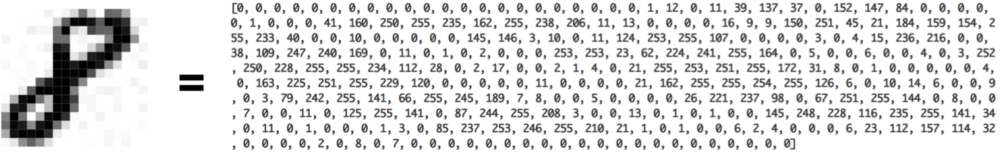 [0, 0, 0, 0, 0, 0, 0, 0, 0, 0, 0, 0, 0, 0, 0, 0, 0, 0, 0, 0, 0, 0, 1, 12, 0, 11, 39, 137, 37, 0, 152, 147, 84, 0, 0, 0, 0,
0, 1, 0, 0, 0, 41, 160, 250, 255, 235, 162, 255, 238, 206, 11, 13, 0, 0, 0, 0, 16, 9, 9, 150, 251, 45, 21, 184, 159, 154, 2
55, 233, 40, 0, 0, 10, 0, 0, 0, 0, 0, 145, 146, 3, 10, 0, 11, 124, 253, 255, 107, 0, 0, 0, 0, 3, 0, 4, 15, 236, 216, 0, 0,
38, 109, 247, 240, 169, 0, 11, 0, 1, 0, 2, 0, 0, 0, 253, 253, 23, 62, 224, 241, 255, 164, 0, 5, 0, 0, 6, 0, 0, 4, 0, 3, 252
, 250, 228, 255, 255, 234, 112, 28, 0, 2, 17, 0, 0, 2, 1, 4, 0, 21, 255, 253, 251, 255, 172, 31, 8, 0, 1, 0, 0, 0, 0, 0, 4,
0, 163, 225, 251, 255, 229, 120, 0, 0, 0, 0, 0, 11, 0, 0, 0, 0, 21, 162, 255, 255, 254, 255, 126, 6, 0, 10, 14, 6, 0, 0, 9
, 0, 3, 79, 242, 255, 141, 66, 255, 245, 189, 7, 8, 0, 0, 5, 0, 0, 0, 0, 26, 221, 237, 98, 0, 67, 251, 255, 144, 0, 8, 0, 0
, 7, 0, 0, 11, 0, 125, 255, 141, 0, 87, 244, 255, 208, 3, 0, 0, 13, 0, 1, 0, 1, 0, 0, 145, 248, 228, 116, 235, 255, 141, 34
, 0, 11, 0, 1, 0, 0, 0, 1, 3, 0, 85, 237, 253, 246, 255, 210, 21, 1, 0, 1, 0, 0, 6, 2, 4, 0, 0, 0, 6, 23, 112, 157, 114, 32
, 0, 0, 0, 0, 2, 0, 8, 0, 7, 0, 0, 0, 0, 0, 0, 0, 0, 0, 0, 0, 0, 0, 0, 0, 0, 0, 0]